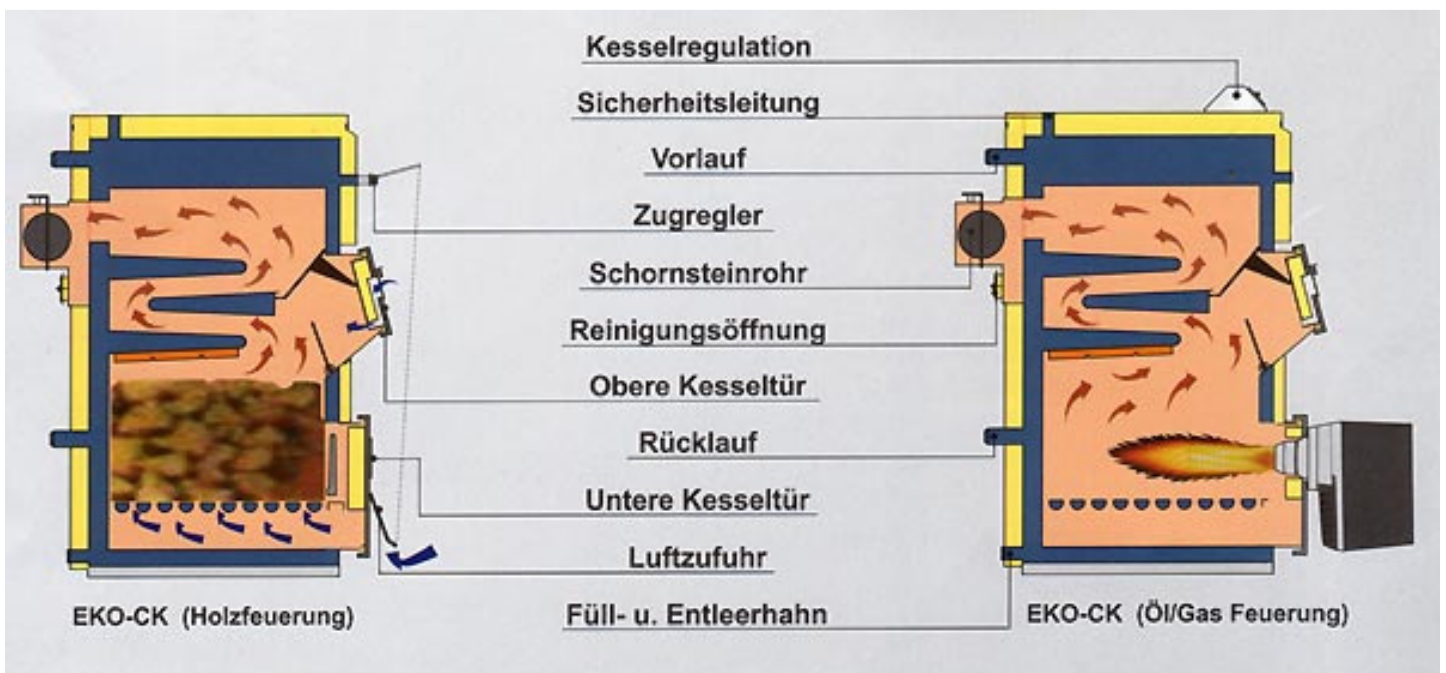 Kesselregulation
Sicherheitsleitung
Vorlauf
Zugregler
Schornsteinrohr
Reinigungsöffnung
Obere Kesseltür
Rücklauf
Untere Kesseltür
Luftzufuhr
Füll- u. Entleerhahn
EKO-CK (Holzfeuerung)
EKO-CK (Öl/Gas Feuerung)